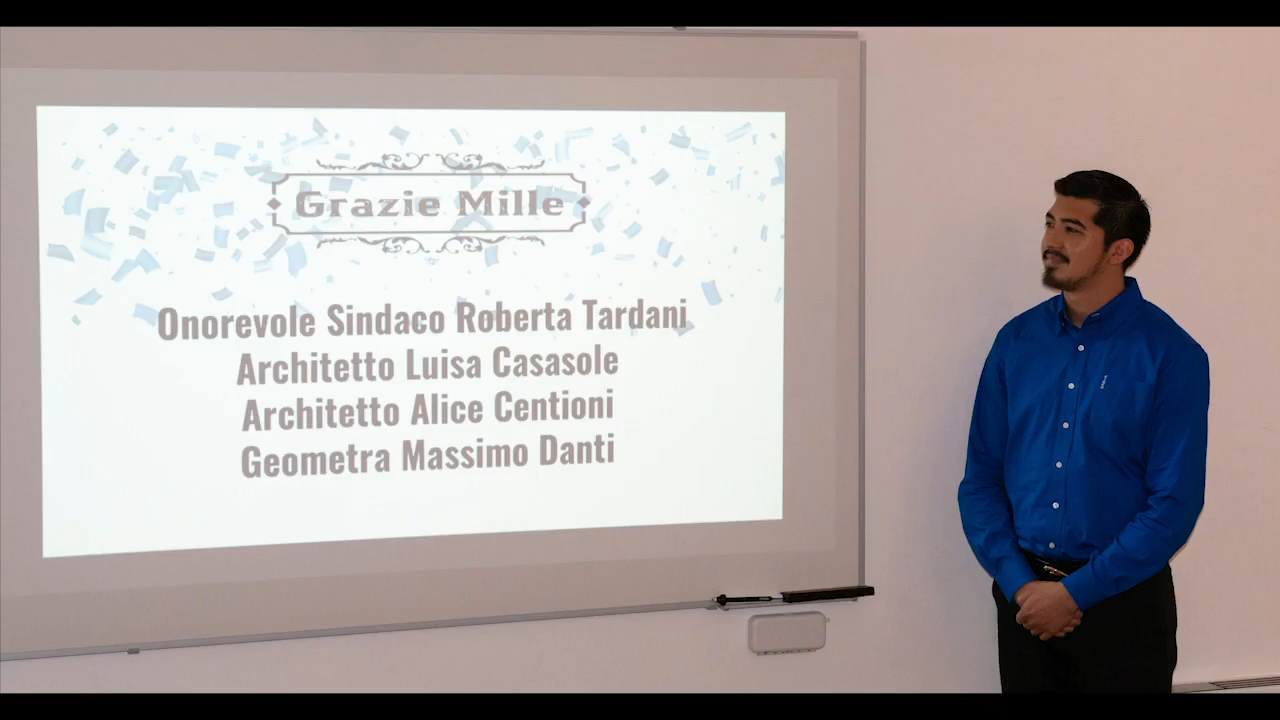 Grazie Mille
Onorevole Sindaco Roberta Tardani
Architetto Luisa Casasole
Architetto Alice Centioni
Geometra Massimo Danti